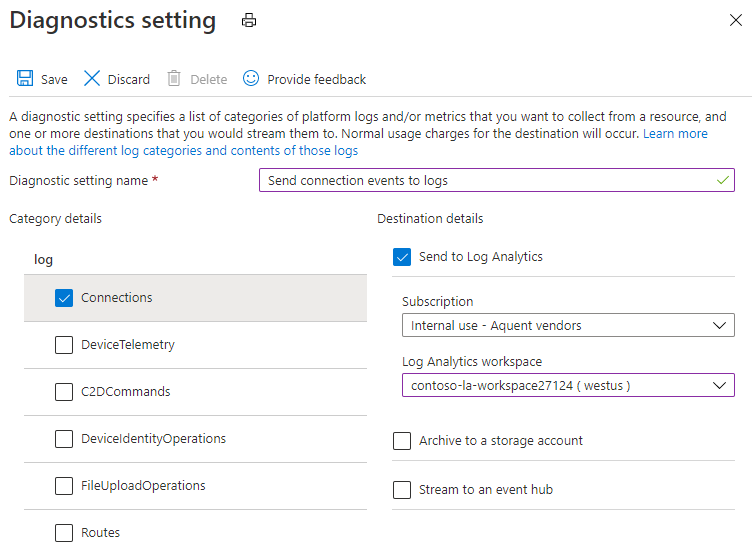 Diagnostics setting
Save Discard Delete Provide feedback
A diagnostic setting specifies a list of categories of platform logs and/or metrics that you want to collect from a resource, and
one or more destinations that you would stream them to. Normal usage charges for the destination will occur. Learn more
about the different log categories and contents of those logs
Diagnostic setting name *
Send connection events to logs
Category details
log
Connections
DeviceTelemetry
C2DCommands
DeviceIdentityOperations
FileUploadOperations
Routes
Destination details
Send to Log Analytics
Subscription
Internal use - Aquent vendors
Log Analytics workspace
contoso-la-workspace27124 ( westus )
Archive to a storage account
Stream to an event hub